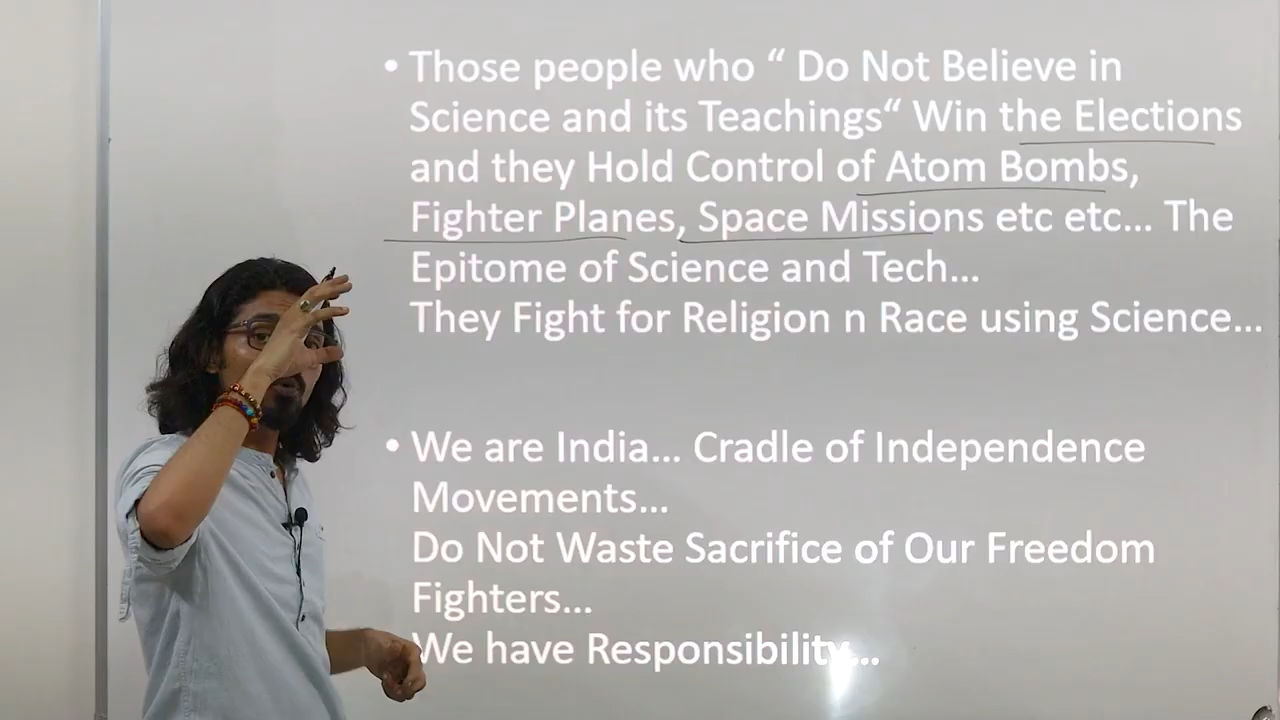 • Those people who “ Do Not Believe in
Science and its Teachings“ Win the Elections
and they Hold Control of Atom Bombs,
Fighter Planes, Space Missions etc etc... The
Epitome of Science and Tech...
They Fight for Religion n Race using Science...
• We are India... Cradle of Independence
Movements...
Do Not Waste Sacrifice of Our Freedom
Fighters...
We have Responsibility...